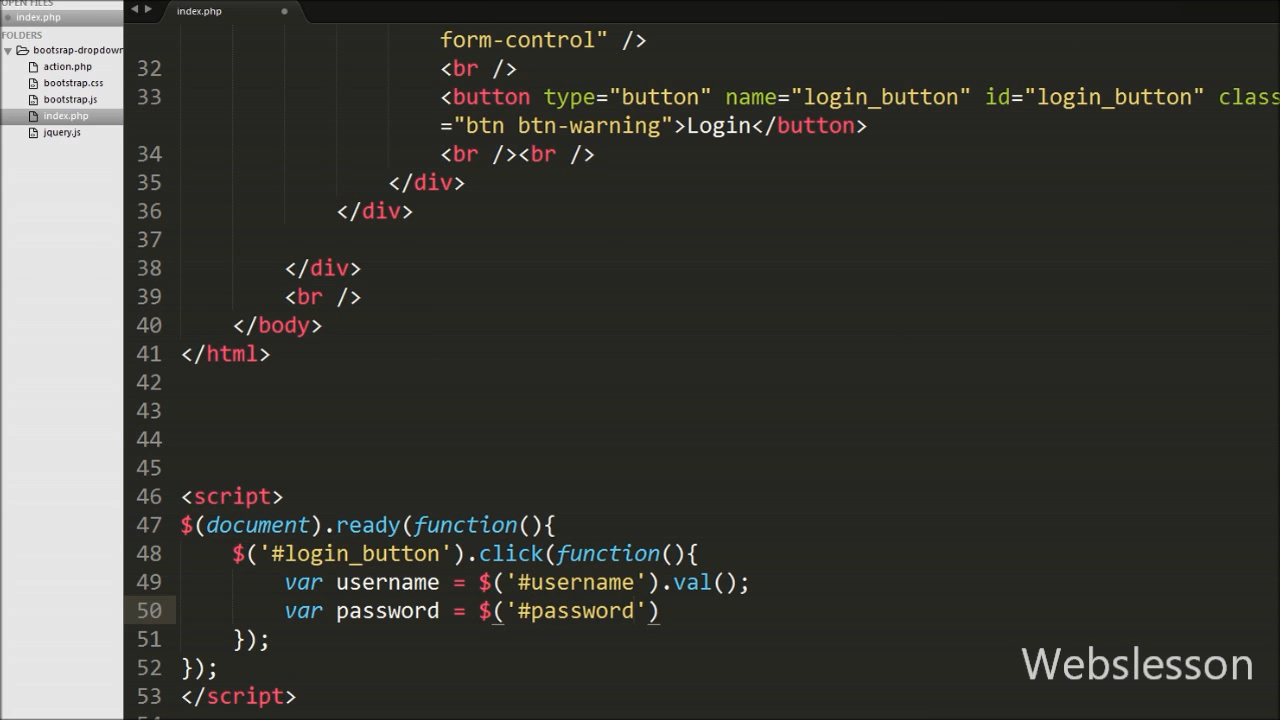 OPEN FILES
index.php
FOLDERS
bootsrap-dropdown
action.php
bootstrap.css
bootstrap.js
index.php
jquery.js
index.php
form-control" />
32 <br />
33 <button type="button" name="login_button" id="login_button" class
="btn btn-warning">Login</button>
34 <br /><br />
35 </div>
36 </div>
37
38 </div>
39 <br />
40 </body>
41 </html>
42
43
44
45
46 <script>
47 $(document).ready(function(){
48 $('#login_button').click(function(){
49 var username = $('#username').val();
50 var password = $('#password')
51 });
52 });
53 </script>
Webslesson